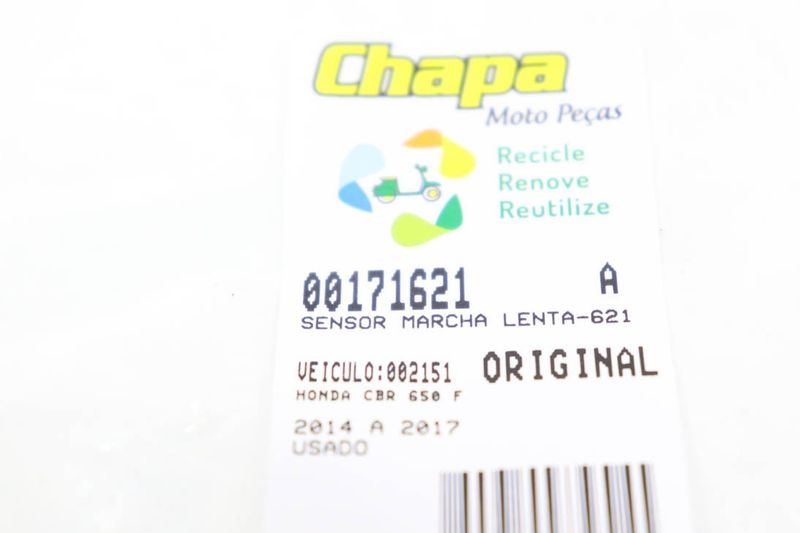 Chapa
Moto Peças
Recicle
Renove
Reutilize
00171621 A
SENSOR MARCHA LENTA-621
VEICULO:002151 ORIGINAL
HONDA CBR 650 F
2014 A 2017
USADO